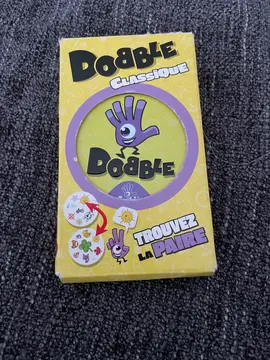 DOBBLE
CLASSIQUE
DOBBLE
TROUVEZ
LA PAIRE